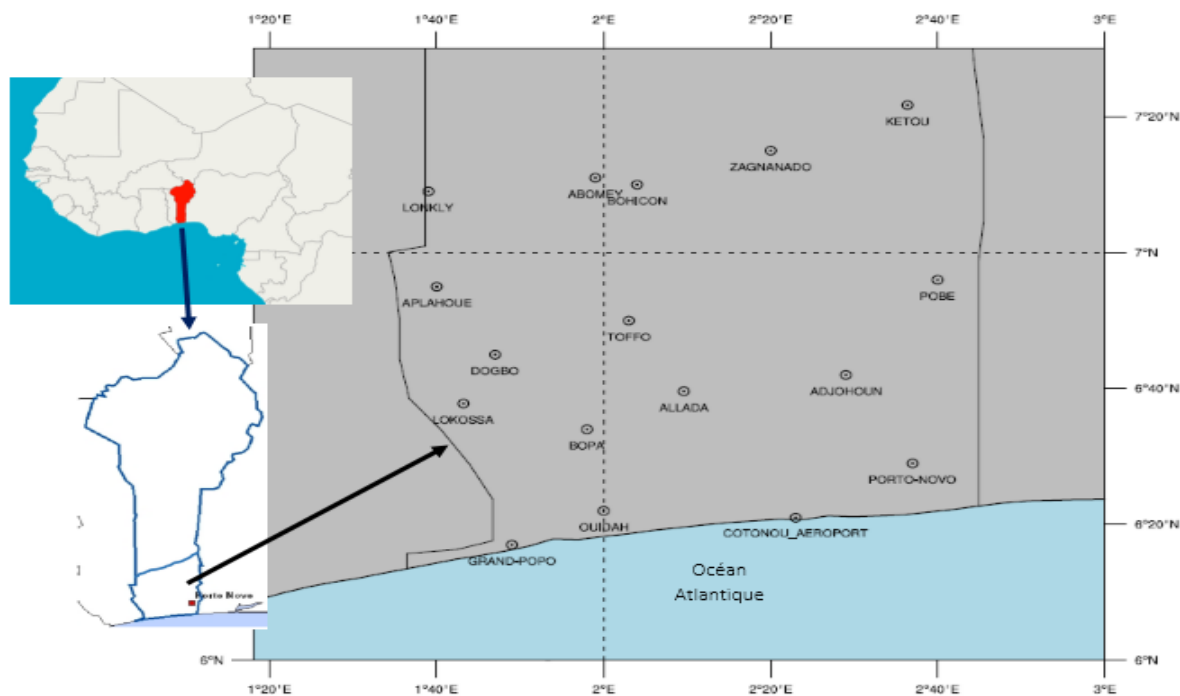 1°20'E 1°40'E 2°E 2°20'E 2°40'E 3°E
7°20'N
KETOU
ZAGNANADO
ABOMEY
BOHICON
LONKLY
7°N
APLAHOUE
POBE
TOFFO
DOGBO
ADJOHOUN
6°40'N
ALLADA
LOKOSSA
BOPA
PORTO-NOVO
6°20'N
OUIDAH
COTONOU_AEROPORT
GRAND-POPO
Océan
Atlantique
Porto Novo
6°N 6°N
1°20'E 1°40'E 2°E 2°20'E 2°40'E 3°E